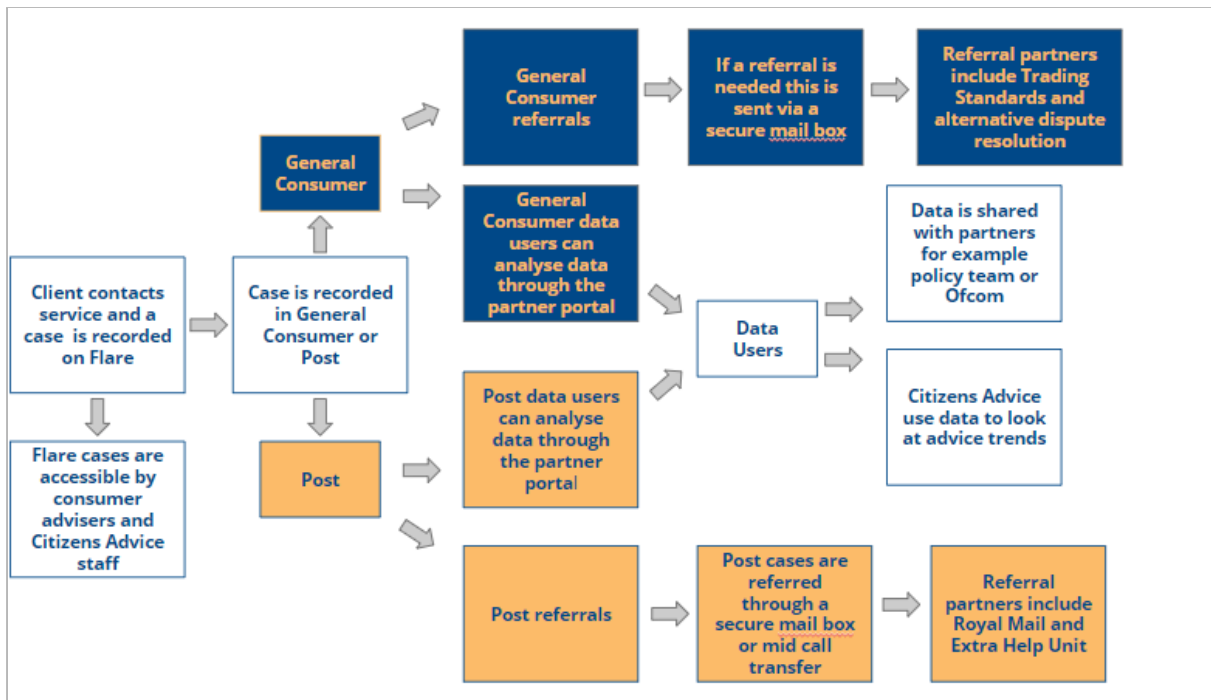 General
Consumer
referrals
If a referral is
needed this is
sent via a
secure mail box
Referral partners
include Trading
Standards and
alternative dispute
resolution
General
Consumer
General
Consumer data
users can
analyse data
through the
partner portal
Data is shared
with partners
for example
policy team or
Ofcom
Client contacts
service and a
case is recorded
on Flare
Case is recorded
in General
Consumer or
Post
Data
Users
Citizens Advice
use data to look
at advice trends
Post data users
can analyse
data through
the partner
portal
Flare cases are
accessible by
consumer
advisers and
Citizens Advice
staff
Post
Post referrals
Post cases are
referred
through a
secure mail box
or mid call
transfer
Referral
partners include
Royal Mail and
Extra Help Unit